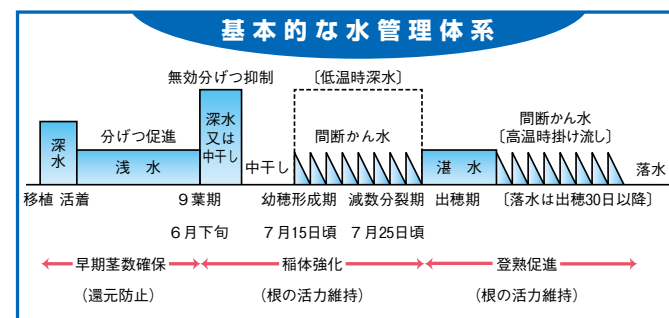 基本的な水管理体系
無効分げつ抑制
〔低温時深水〕
深水
分げつ促進
浅水
深水又は中干し
中干し
間断かん水
湛水
間断かん水
〔高温時掛け流し〕
落水
移植 活着 9葉期 幼穂形成期 減数分裂期 出穂期 〔落水は出穂30日以降〕
6月下旬 7月15日頃 7月25日頃
早期茎数確保 稲体強化 登熟促進
(還元防止) (根の活力維持) (根の活力維持)